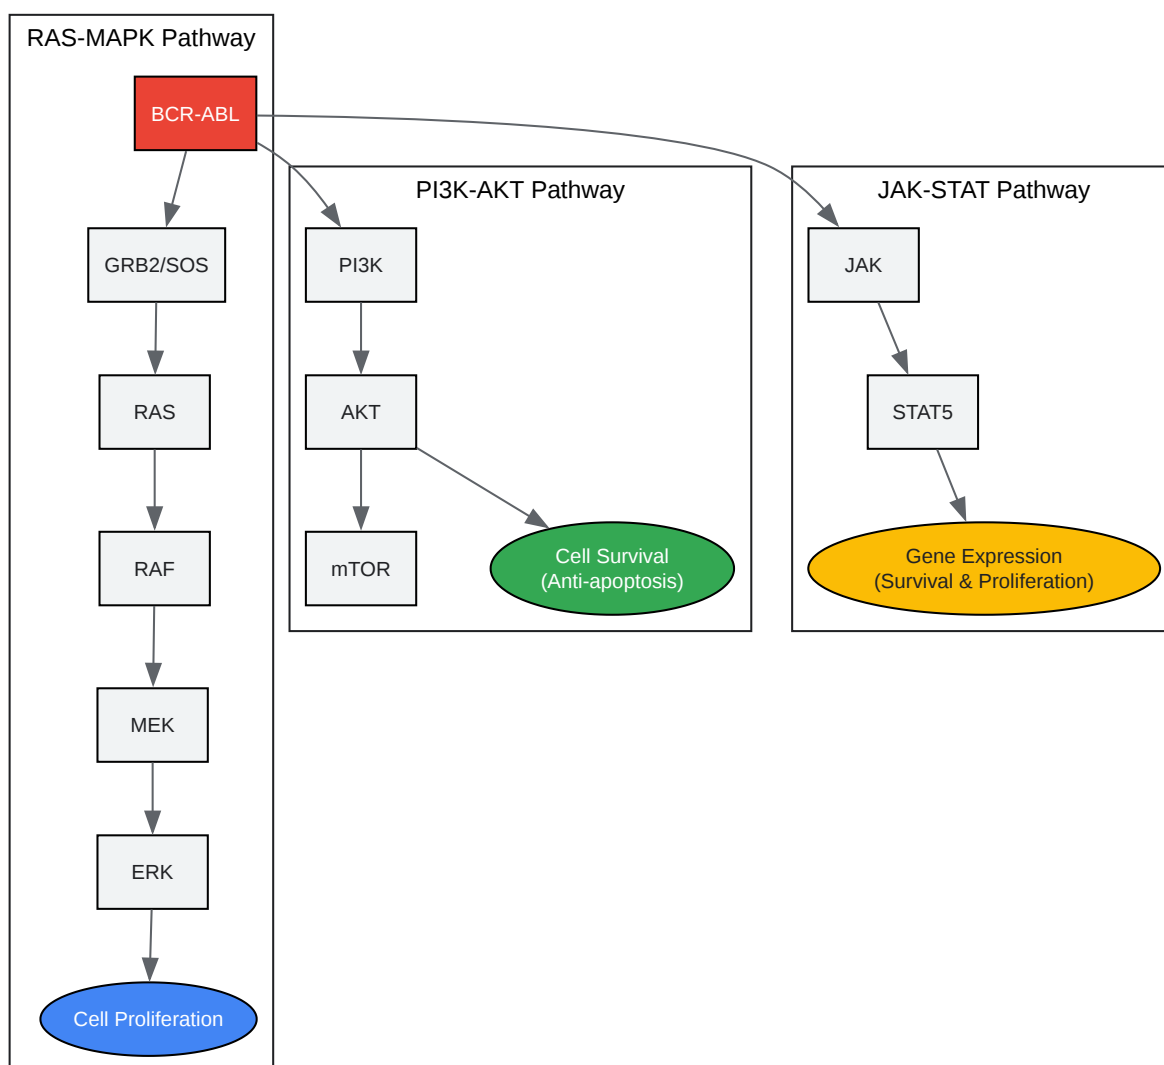 RAS-MAPK Pathway
BCR-ABL
GRB2/SOS
RAS
RAF
MEK
ERK
Cell Proliferation
PI3K-AKT Pathway
PI3K
AKT
mTOR
Cell Survival
(Anti-apoptosis)
JAK-STAT Pathway
JAK
STAT5
Gene Expression
(Survival & Proliferation)